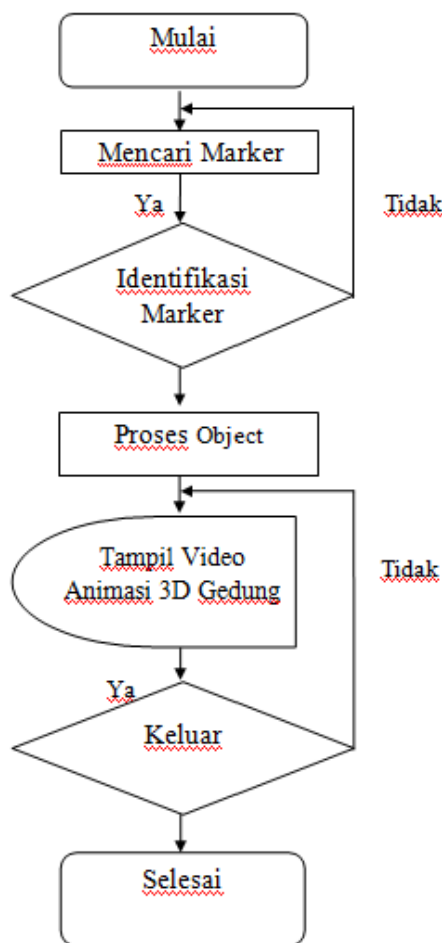 Mulai
Mencari Marker
Ya
Tidak
Identifikasi
Marker
Proses Object
Tampil Video
Animasi 3D Gedung
Tidak
Ya
Keluar
Selesai